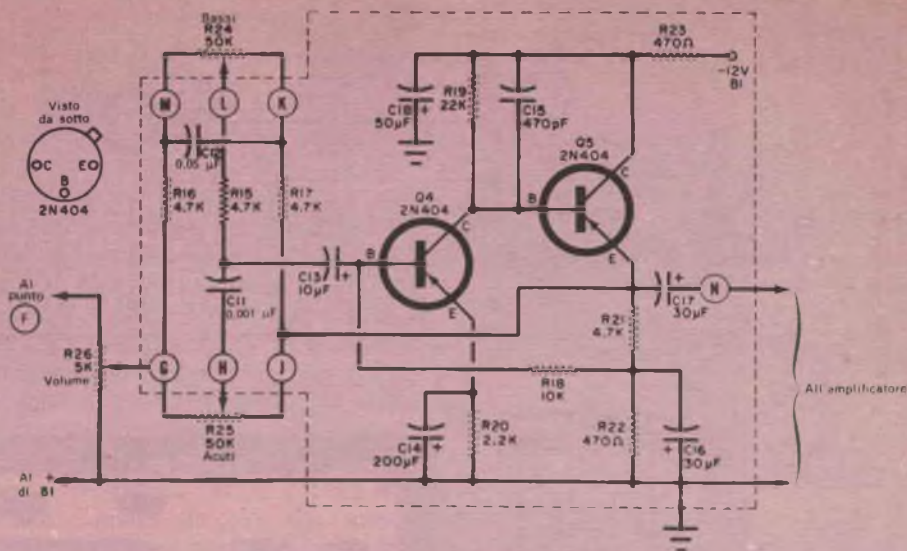 Bassi
R24
50K
M
L
K
Visto
da sotto
C
E
B
2N404
0.05 µF
R16
4.7K
R15
4.7K
R17
4.7K
C11
0.001 µF
Al
punto
F
R26
5K
Volume
G
H
J
R25
50K
Acuti
Al +
di B1
C18
50µF
+
R19
22K
C15
470pF
R23
470Ω
-12V
B1
Q5
2N404
C
B
E
Q4
2N404
C
B
E
C13
10µF
+
C17
30µF
+
N
R21
4.7K
R18
10K
R20
2.2K
C14
200µF
+
R22
470Ω
C16
30µF
+
All'amplificatore